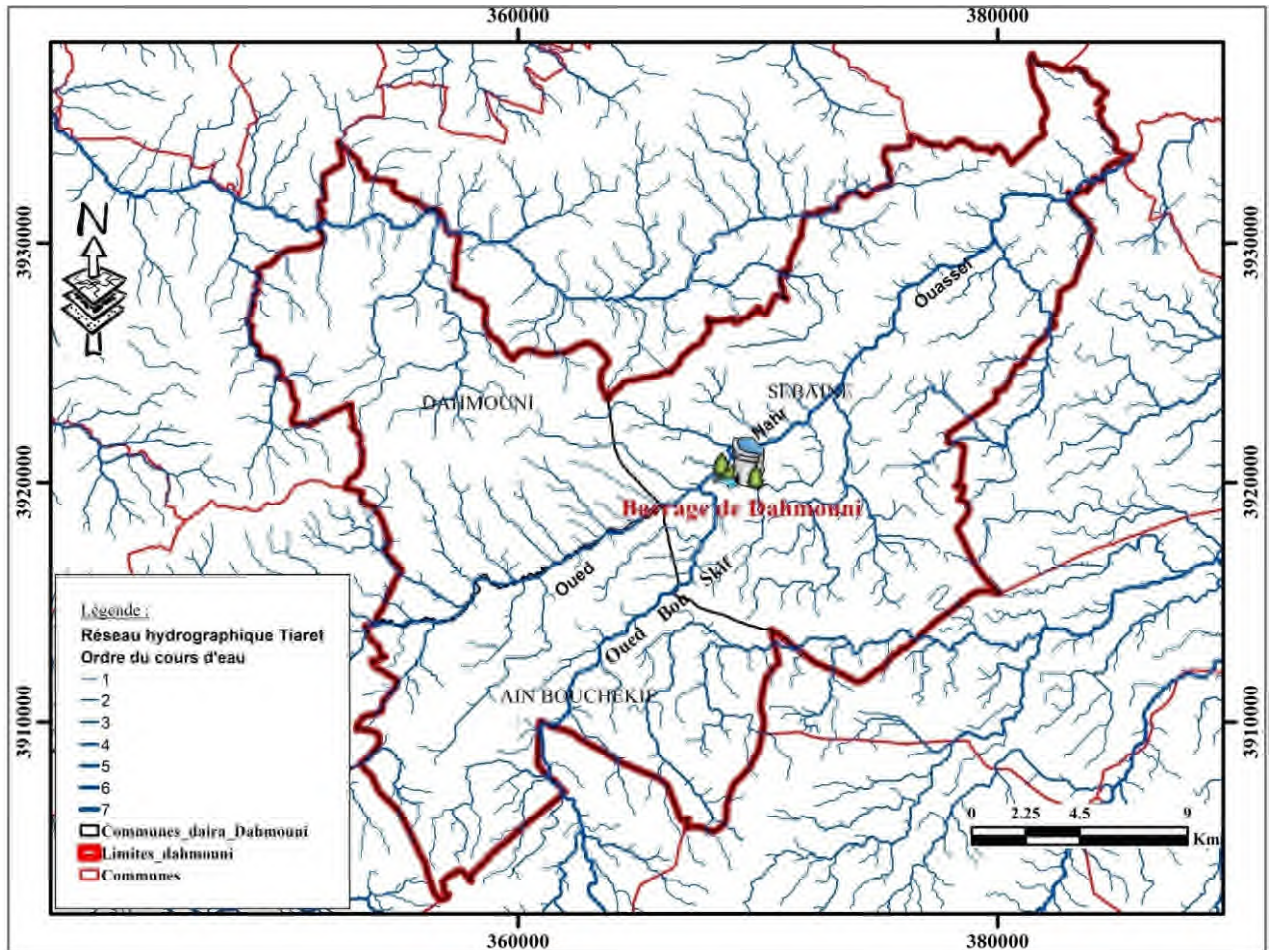 360000
380000
N
3930000
3930000
Ouassel
SEBAINE
DAHMOUNI
Nahr
3920000
3920000
Barrage de Dahmouni
Oued
Oued Bou Skif
Légende :
Réseau hydrographique Tiaret
Ordre du cours d'eau
1
2
3
4
5
6
7
Communes_daira_Dahmouni
Limites_dahmouni
Communes
AIN BOUCHEKIF
3910000
3910000
0 2.25 4.5 9
Km
360000
380000